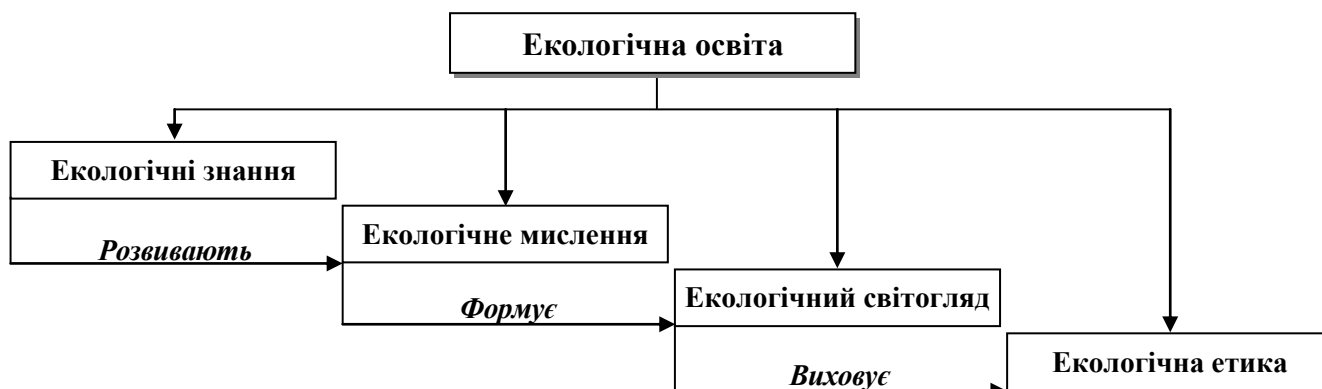 Екологічна освіта
Екологічні знання
Розвивають
Екологічне мислення
Формує
Екологічний світогляд
Виховує
Екологічна етика